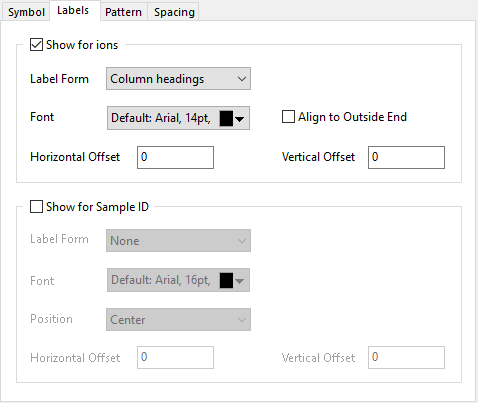 Symbol Labels Pattern Spacing
Show for ions
Label Form Column headings
Font Default: Arial, 14pt, Align to Outside End
Horizontal Offset 0 Vertical Offset 0
Show for Sample ID
Label Form None
Font Default: Arial, 16pt,
Position Center
Horizontal Offset 0 Vertical Offset 0